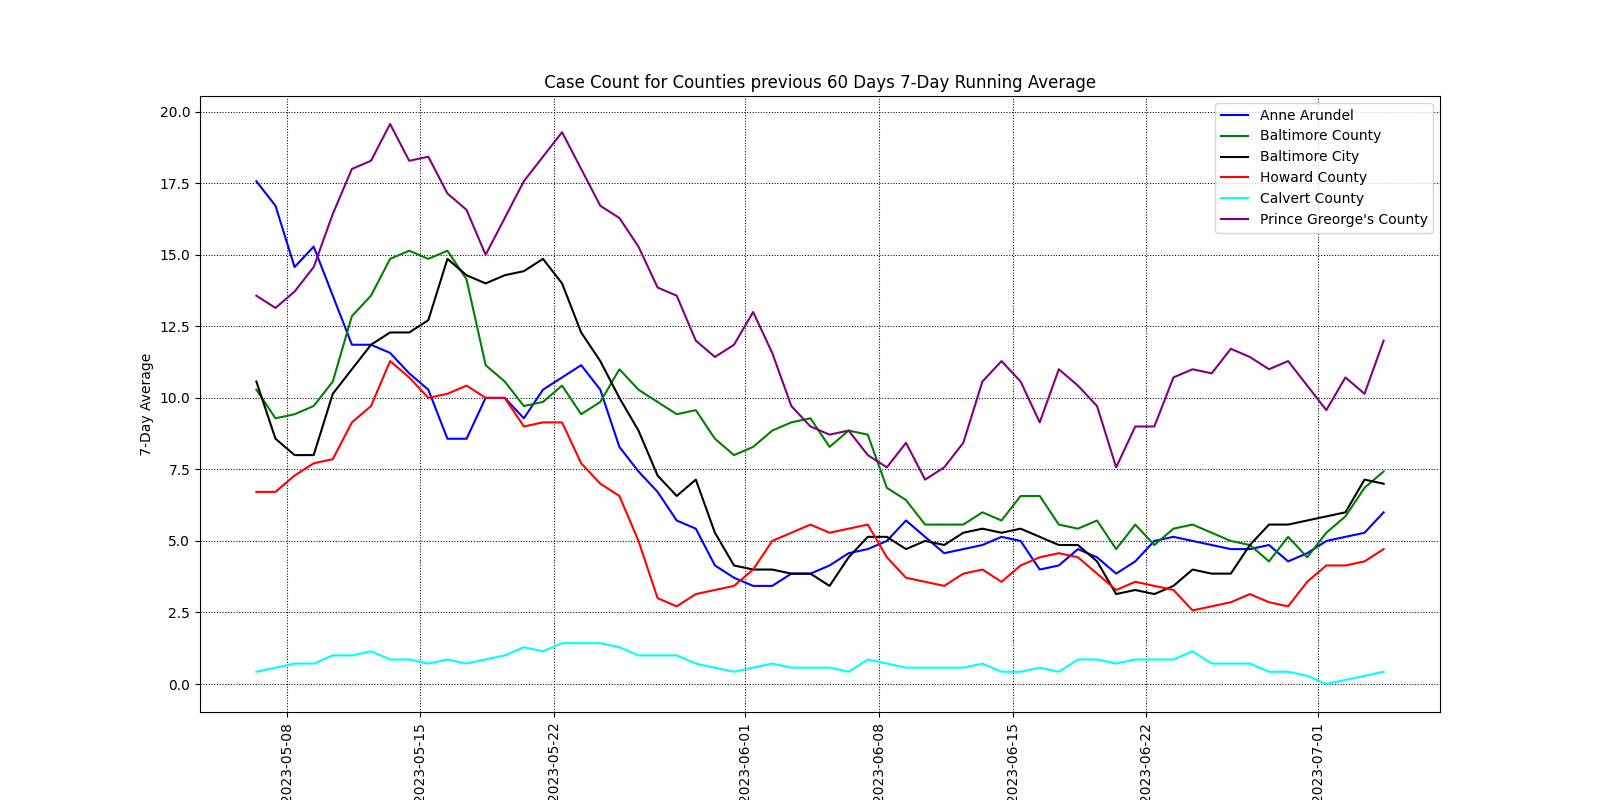 Case Count for Counties previous 60 Days 7-Day Running Average
20.0
17.5
15.0
12.5
10.0
7.5
5.0
2.5
0.0
7-Day Average
Anne Arundel
Baltimore County
Baltimore City
Howard County
Calvert County
Prince Greorge's County
2023-05-08
2023-05-15
2023-05-22
2023-06-01
2023-06-08
2023-06-15
2023-06-22
2023-07-01